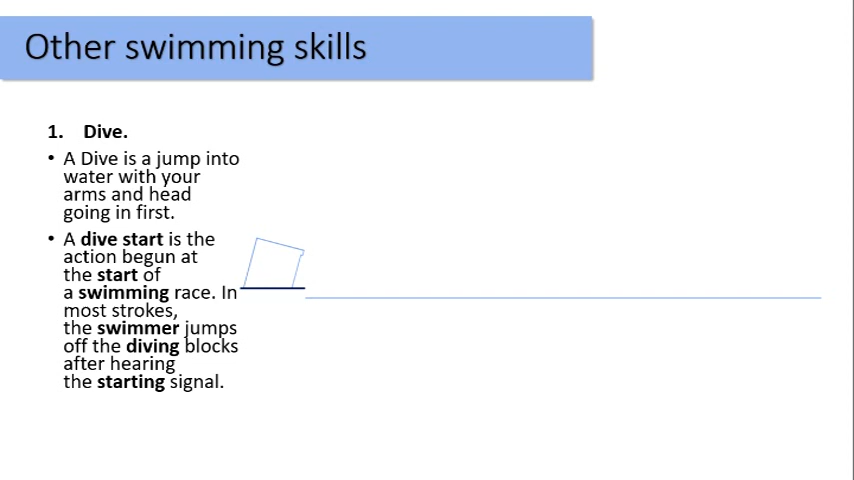 Other swimming skills
1. Dive.
• A Dive is a jump into
water with your
arms and head
going in first.
• A dive start is the
action begun at
the start of
a swimming race. In
most strokes,
the swimmer jumps
off the diving blocks
after hearing
the starting signal.